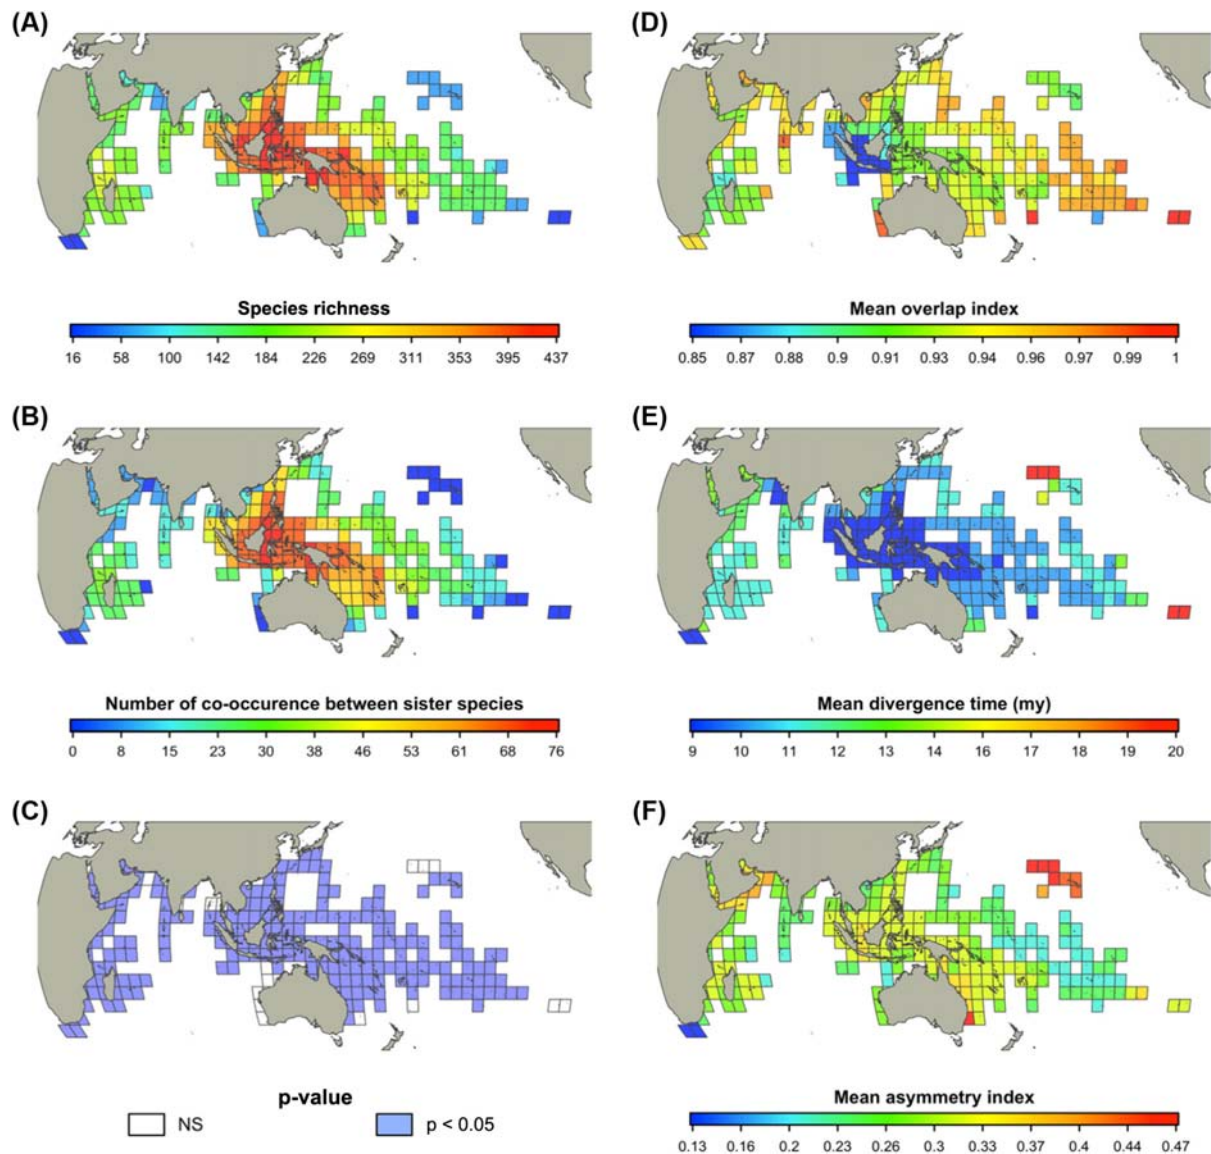 (A)
Species richness
16 58 100 142 184 226 269 311 353 395 437
(B)
Number of co-occurence between sister species
0 8 15 23 30 38 46 53 61 68 76
(C)
p-value
NS p < 0.05
(D)
Mean overlap index
0.85 0.87 0.88 0.9 0.91 0.93 0.94 0.96 0.97 0.99 1
(E)
Mean divergence time (my)
9 10 11 12 13 14 16 17 18 19 20
(F)
Mean asymmetry index
0.13 0.16 0.2 0.23 0.26 0.3 0.33 0.37 0.4 0.44 0.47